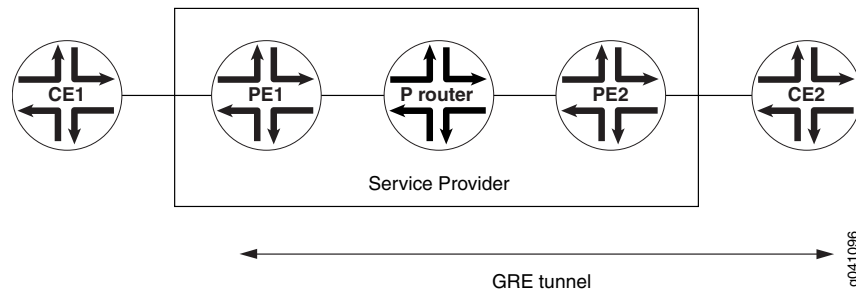 CE1
PE1
P router
PE2
CE2
Service Provider
GRE tunnel
g041096